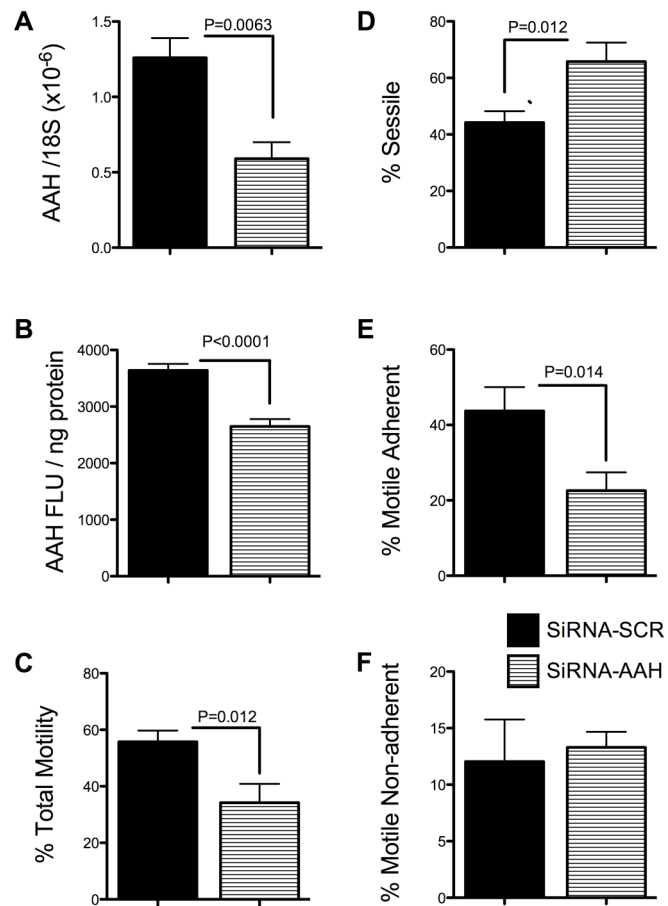 A
AAH /18S (x10-6)
1.5
1.0
0.5
0.0
P=0.0063
B
AAH FLU / ng protein
4000
3000
2000
1000
0
P<0.0001
C
% Total Motility
80
60
40
20
0
P=0.012
D
% Sessile
80
60
40
20
0
P=0.012
E
% Motile Adherent
60
40
20
0
P=0.014
SiRNA-SCR
SiRNA-AAH
F
% Motile Non-adherent
20
15
10
5
0